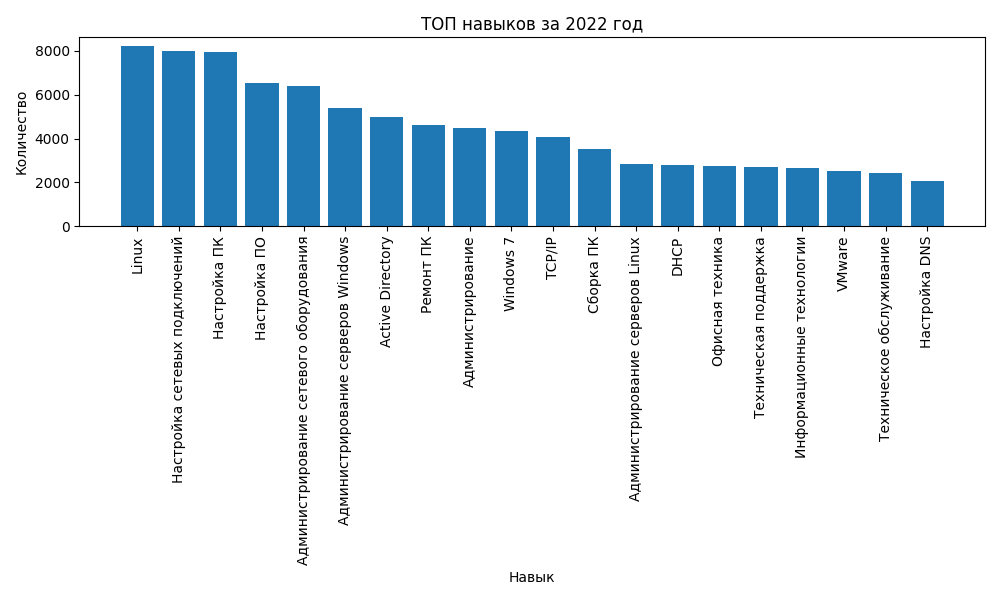 ТОП навыков за 2022 год
Количество
8000
6000
4000
2000
0
Linux
Настройка сетевых подключений
Настройка ПК
Настройка ПО
Администрирование сетевого оборудования
Администрирование серверов Windows
Active Directory
Ремонт ПК
Администрирование
Windows 7
TCP/IP
Сборка ПК
Администрирование серверов Linux
DHCP
Офисная техника
Техническая поддержка
Информационные технологии
VMware
Техническое обслуживание
Настройка DNS
Навык